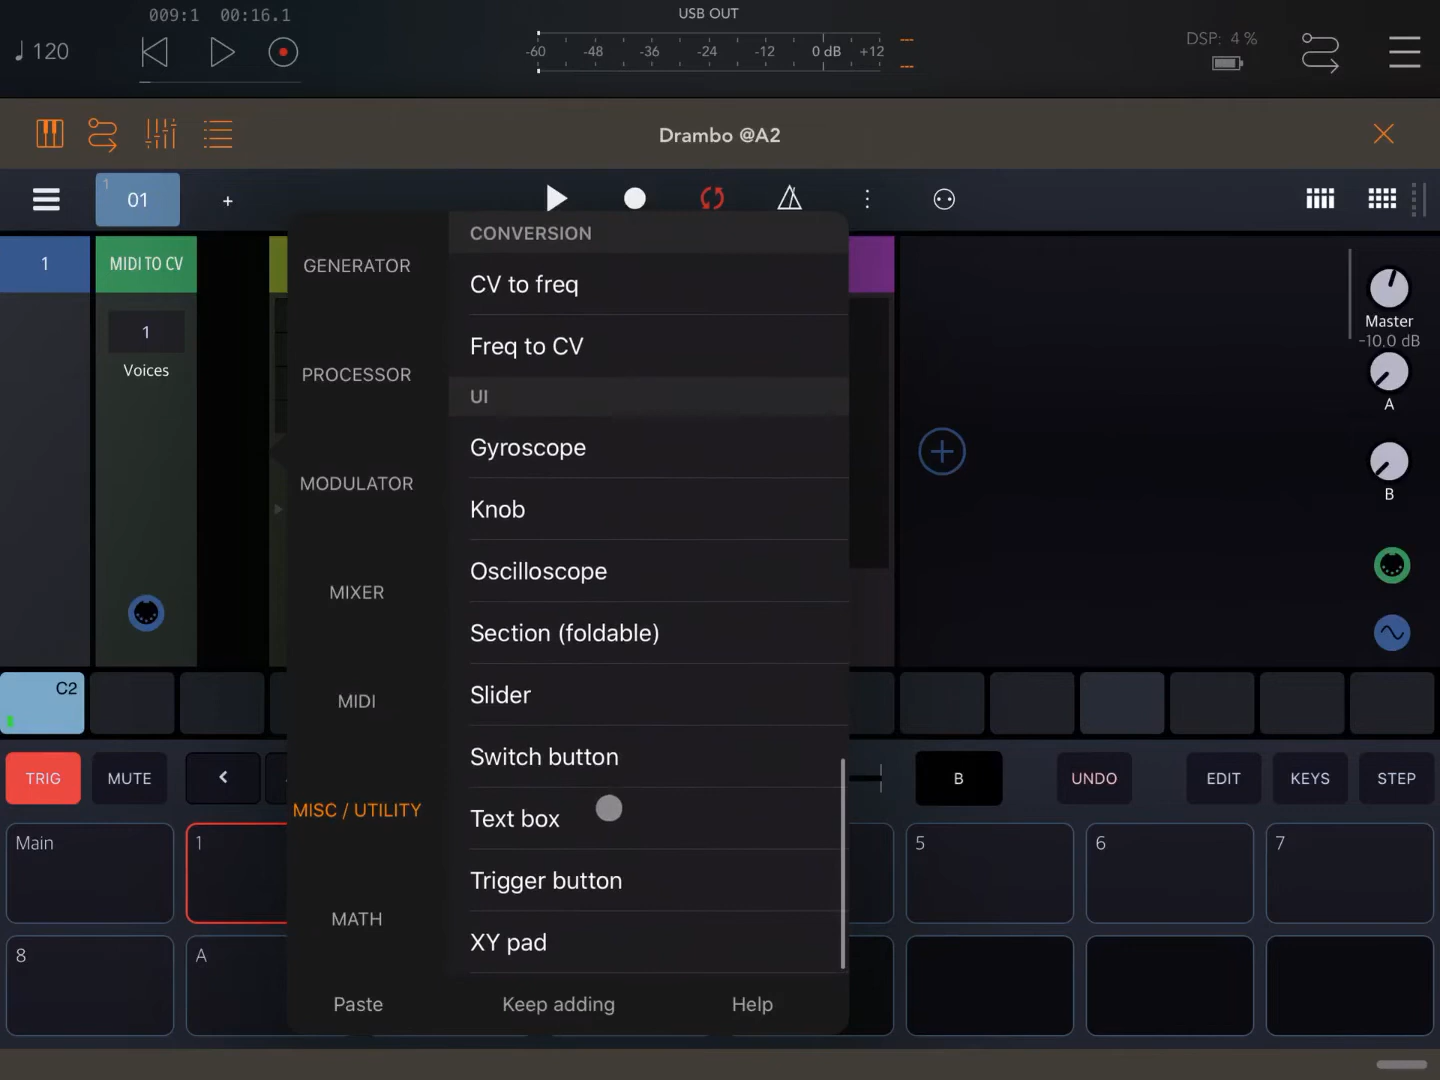 009:1 00:16.1
USB OUT
♩ 120
-60 -48 -36 -24 -12 0 dB +12
DSP: 4 %
Drambo @A2
1
01
+
1
MIDI TO CV
1
Voices
GENERATOR
PROCESSOR
MODULATOR
MIXER
MIDI
MISC / UTILITY
MATH
CONVERSION
CV to freq
Freq to CV
UI
Gyroscope
Knob
Oscilloscope
Section (foldable)
Slider
Switch button
Text box
Trigger button
XY pad
Paste
Keep adding
Help
Master
-10.0 dB
A
B
C2
TRIG
MUTE
<
B
UNDO
EDIT
KEYS
STEP
Main
1
5
6
7
8
A